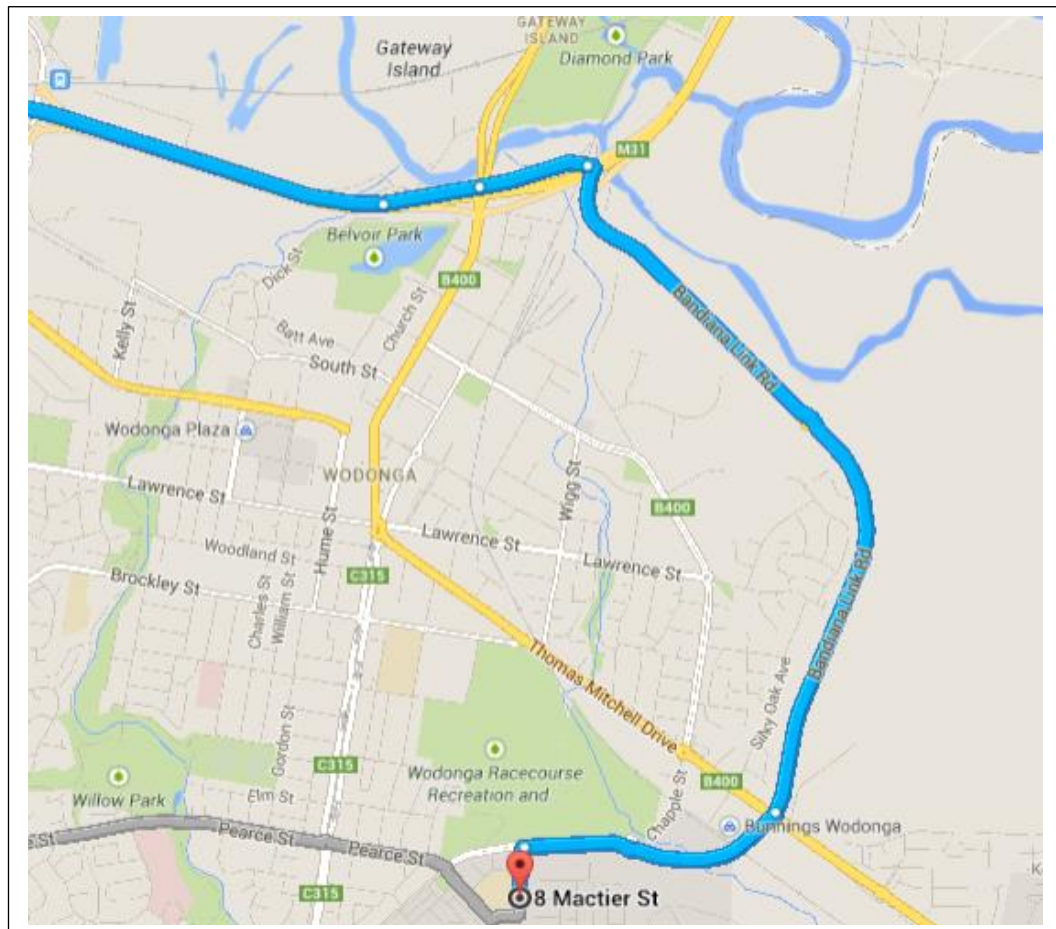 GATEWAY
ISLAND
Gateway
Island
Diamond Park
M31
Belvoir Park
Dick St
B400
Kelly St
Batt Ave
Church St
South St
Bandiana Link Rd
Wodonga Plaza
WODONGA
Lawrence St
Wigg St
B400
Lawrence St
Lawrence St
Woodland St
Hume St
C315
Brockley St
Charles St
William St
Bandiana Link Rd
Thomas Mitchell Drive
Silky Oak Ave
Gordon St
Wodonga Racecourse
Recreation and
C315
Willow Park
Elm St
B400
Chapple St
Bunnings Wodonga
Pearce St
Pearce St
C315
8 Mactier St